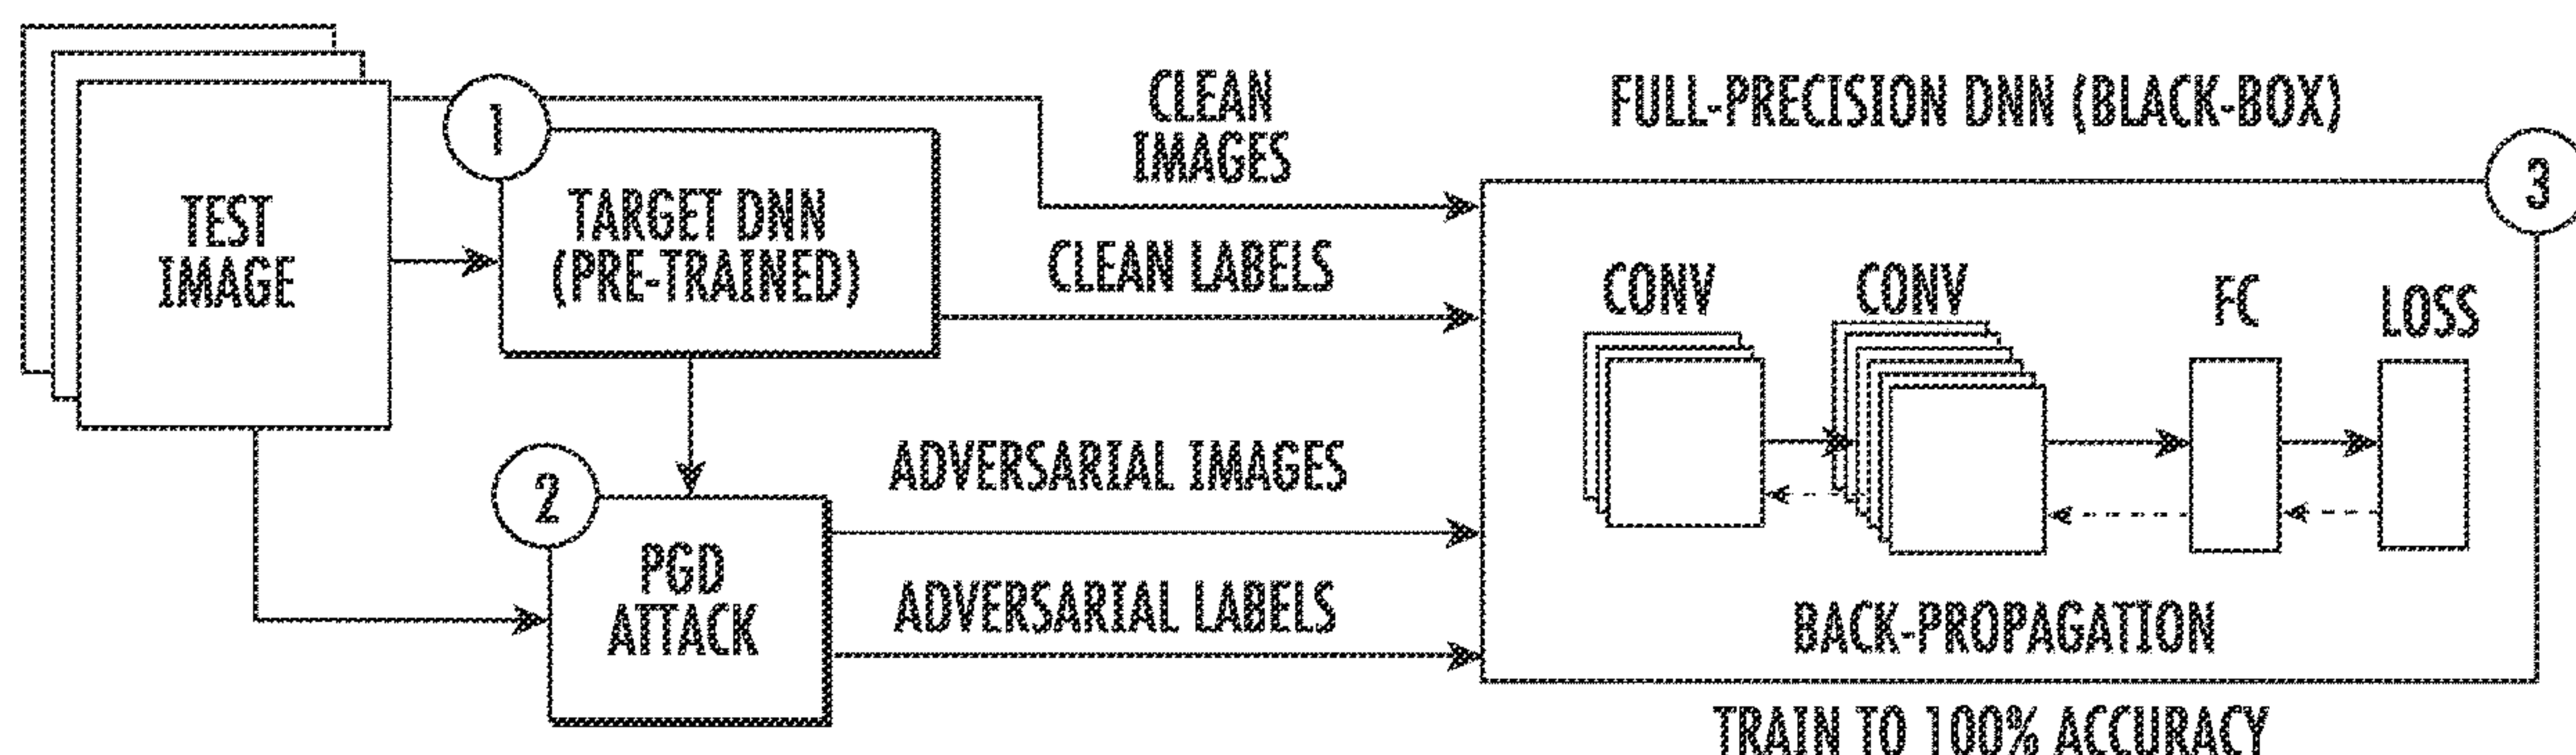 TEST
IMAGE
1
TARGET DNN
(PRE-TRAINED)
2
PGD
ATTACK
CLEAN
IMAGES
CLEAN LABELS
ADVERSARIAL IMAGES
ADVERSARIAL LABELS
FULL-PRECISION DNN (BLACK-BOX)
3
CONV
CONV
FC
LOSS
BACK-PROPAGATION
TRAIN TO 100% ACCURACY